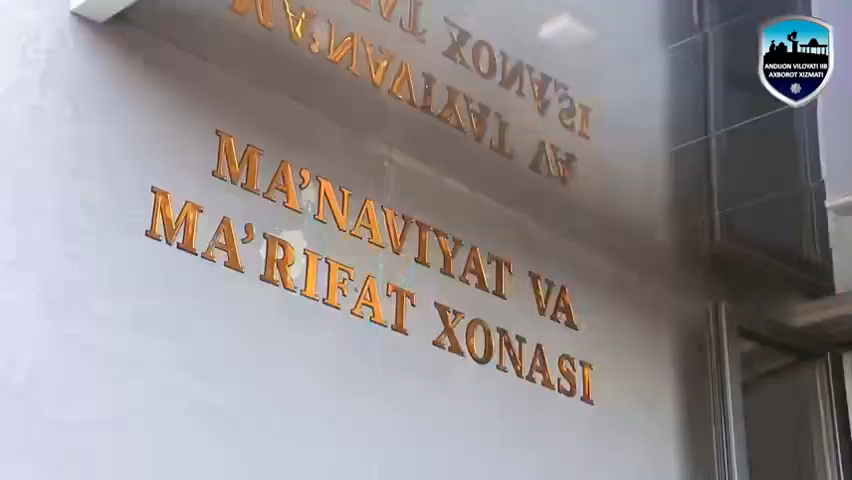 MA’NAVIYAT VA
MA’RIFAT XONASI
ANDIJON VILOYATI IIB
AXBOROT XIZMATI